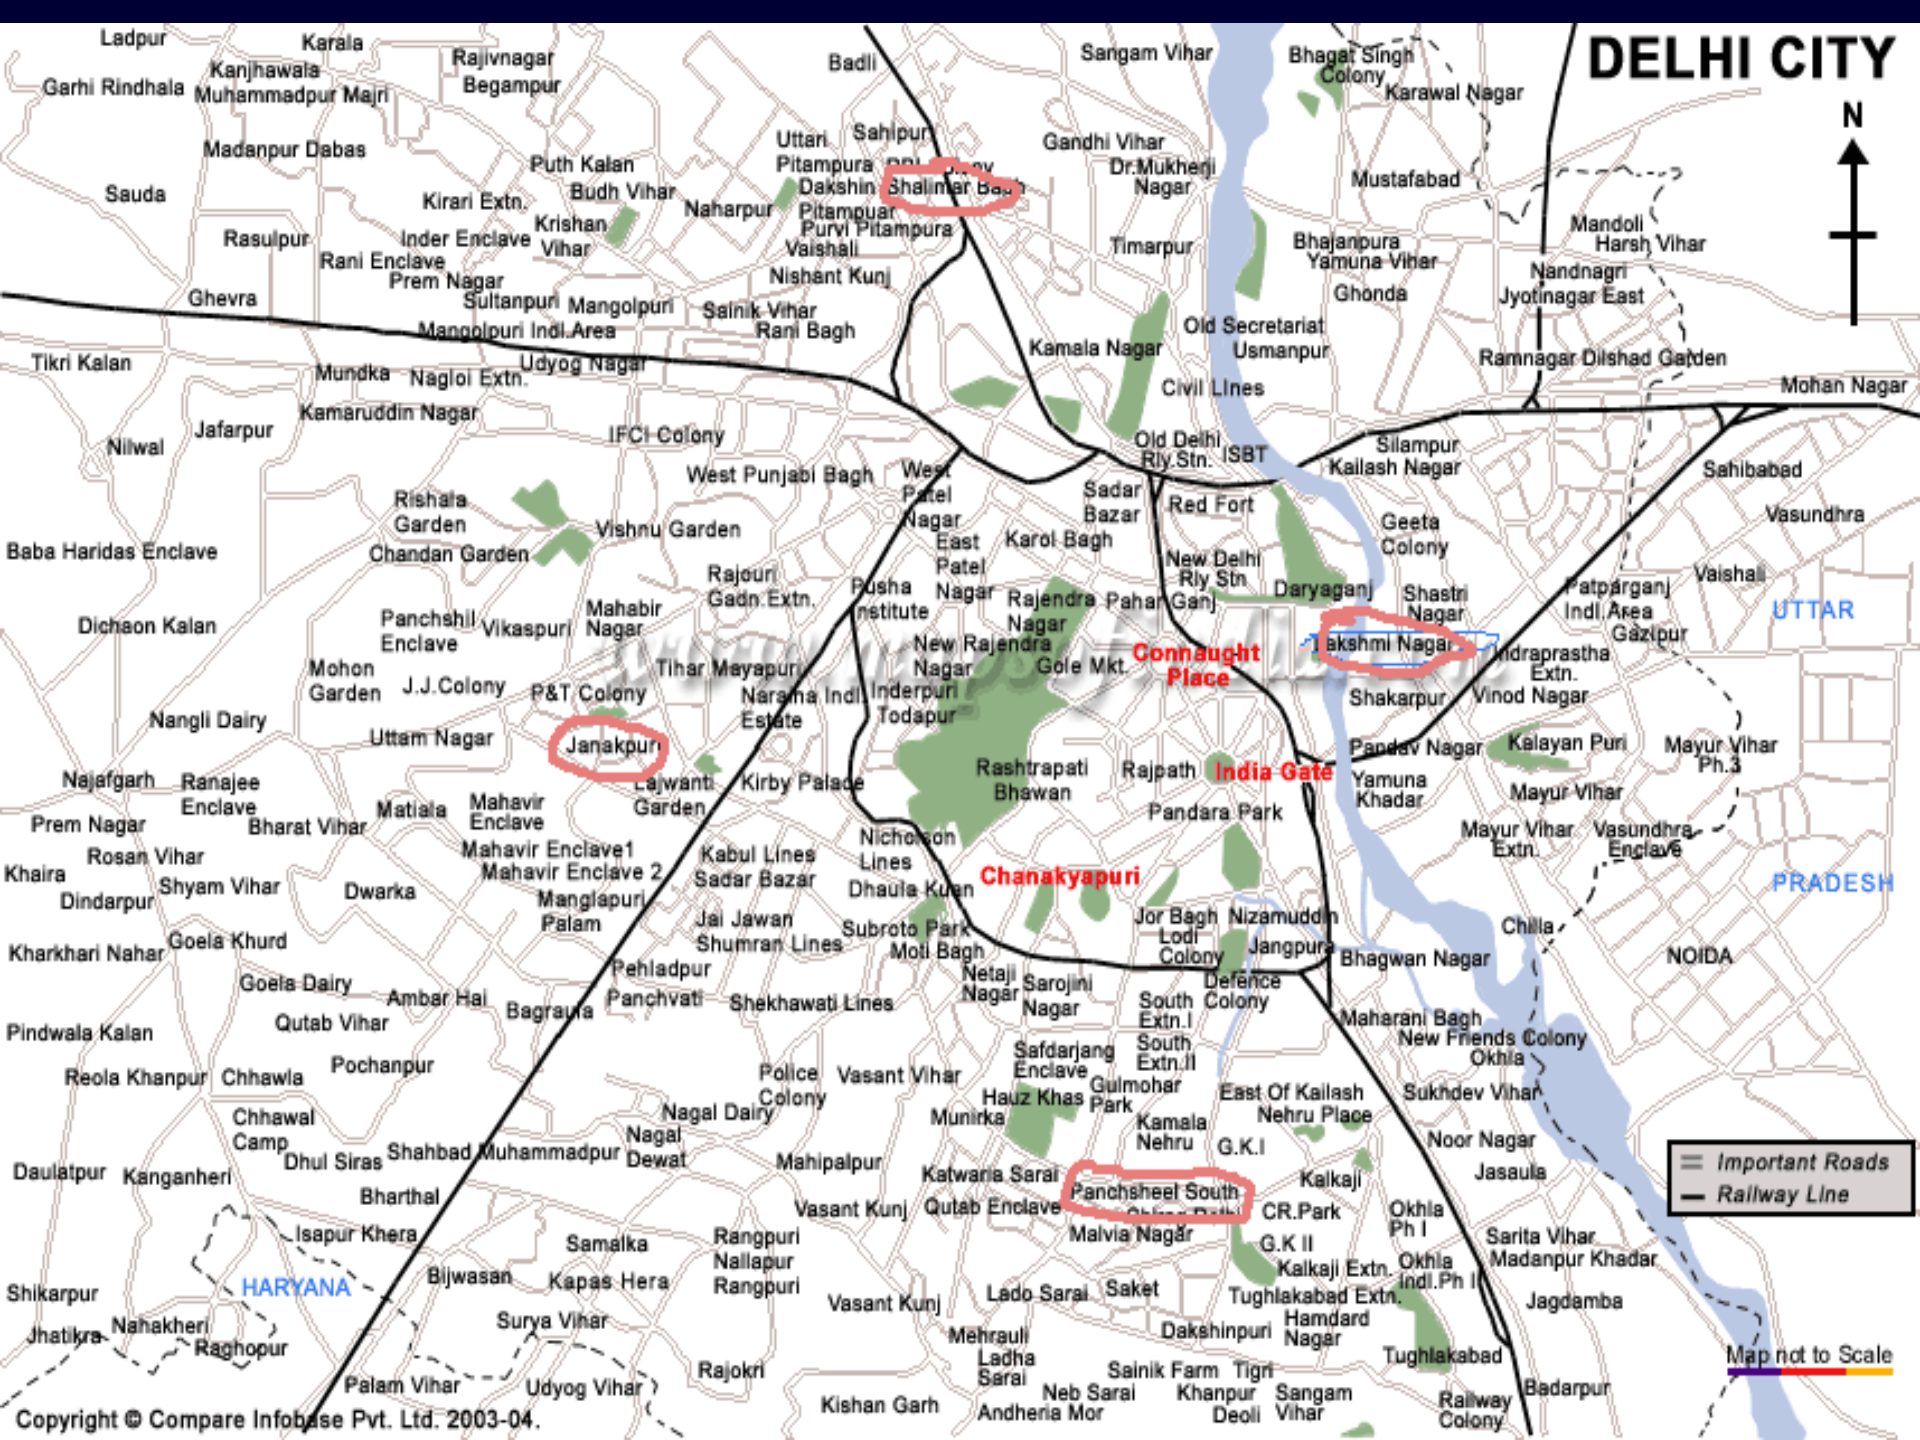 DELHI CITY
N
Ladpur
Karala
Rajivnagar
Begampur
Badli
Sangam Vihar
Bhagat Singh
Colony
Karawal Nagar
Garhi Rindhala
Kanjhawala
Muhammadpur Majri
Madanpur Dabas
Puth Kalan
Budh Vihar
Uttari
Pitampura
Sahipur
Gandhi Vihar
Dr.Mukherji
Nagar
Mustafabad
Sauda
Kirari Extn.
Krishan
Vihar
Naharpur
Dakshin
Pitampuar
Shalimar Bagh
Purvi Pitampura
Vaishali
Nishant Kunj
Timarpur
Bhajanpura
Yamuna Vihar
Ghonda
Mandoli
Harsh Vihar
Nandnagri
Jyotinagar East
Rasulpur
Inder Enclave
Rani Enclave
Prem Nagar
Ghevra
Sultanpuri
Mangolpuri
Sainik Vihar
Rani Bagh
Mangolpuri Indl.Area
Udyog Nagar
Old Secretariat
Usmanpur
Kamala Nagar
Civil LInes
Ramnagar
Dilshad Garden
Mohan Nagar
Tikri Kalan
Mundka
Nagloi Extn.
Kamaruddin Nagar
Jafarpur
Nilwal
IFCI Colony
West Punjabi Bagh
West
Patel
Nagar
Old Delhi
Rly.Stn.
ISBT
Silampur
Kailash Nagar
Sahibabad
Rishala
Garden
Vishnu Garden
Chandan Garden
East
Patel
Nagar
Karol Bagh
Sadar
Bazar
Red Fort
Geeta
Colony
Vasundhra
Baba Haridas Enclave
Rajouri
Gadn.Extn.
Pusha
Institute
New Delhi
Rly Stn
Daryaganj
Shastri
Nagar
Patparganj
Indl.Area
Vaishali
Gazipur
UTTAR
Dichaon Kalan
Panchshil
Enclave
Vikaspuri
Mahabir
Nagar
Rajendra
Nagar
Pahar Ganj
New Rajendra
Nagar
Gole Mkt.
Connaught
Place
Lakshmi Nagar
Indraprastha
Extn.
Mohon
Garden
J.J.Colony
P&T Colony
Tihar Mayapuri
Naraina Indl
Estate
Inderpuri
Todapur
Shakarpur
Vinod Nagar
Nangli Dairy
Uttam Nagar
Janakpuri
Lajwanti
Garden
Kirby Palace
Rashtrapati
Bhawan
Rajpath
India Gate
Pandav Nagar
Kalayan Puri
Mayur Vihar
Ph.3
Najafgarh
Ranajee
Enclave
Matiala
Mahavir
Enclave
Pandara Park
Yamuna
Khadar
Mayur Vihar
Prem Nagar
Bharat Vihar
Mayur Vihar
Extn.
Vasundhra
Enclave
Rosan Vihar
Mahavir Enclave1
Mahavir Enclave 2
Kabul Lines
Sadar Bazar
Nicholson
Lines
Chanakyapuri
PRADESH
Khaira
Shyam Vihar
Dindarpur
Dwarka
Manglapuri
Palam
Dhaula Kuan
Jai Jawan
Shumran Lines
Subroto Park
Moti Bagh
Jor Bagh
Lodi
Colony
Nizamuddin
Jangpura
Chilla
Bhagwan Nagar
NOIDA
Kharkhari Nahar
Goela Khurd
Goela Dairy
Ambar Hai
Pehladpur
Panchvati
Bagraula
Shekhawati Lines
Netaji
Nagar
Sarojini
Nagar
Defence
Colony
South
Extn.I
Qutab Vihar
Pindwala Kalan
Maharani Bagh
New Friends Colony
Okhla
South
Extn.II
Safdarjang
Enclave
Pochanpur
Reola Khanpur
Chhawla
Police
Colony
Vasant Vihar
Hauz Khas
Gulmohar
Park
East Of Kailash
Nehru Place
Sukhdev Vihar
Chhawal
Camp
Nagal Dairy
Nagal
Dewat
Munirka
Kamala
Nehru
G.K.I
Noor Nagar
Jasaula
Dhul Siras
Shahbad Muhammadpur
Mahipalpur
Katwaria Sarai
Daulatpur
Kanganheri
Bharthal
Vasant Kunj
Qutab Enclave
Panchsheel South
Malvia Nagar
Kalkaji
CR.Park
Okhla
Ph I
Important Roads
Railway LIne
Isapur Khera
Samalka
Rangpuri
Nallapur
Rangpuri
G.K II
Kalkaji Extn.
Okhla
Indl.Ph I
Sarita Vihar
Madanpur Khadar
HARYANA
Bijwasan
Kapas Hera
Shikarpur
Vasant Kunj
Lado Sarai
Saket
Tughlakabad Extn.
Jagdamba
Jhatikra
Nahakheri
Raghopur
Surya Vihar
Mehrauli
Ladha
Sarai
Dakshinpuri
Hamdard
Nagar
Tughlakabad
Map not to Scale
Palam Vihar
Udyog Vihar
Rajokri
Sainik Farm
Tigri
Neb Sarai
Khanpur
Deoli
Sangam
Vihar
Badarpur
Railway
Colony
Kishan Garh
Andheria Mor
Copyright © Compare Infobase Pvt. Ltd. 2003-04.